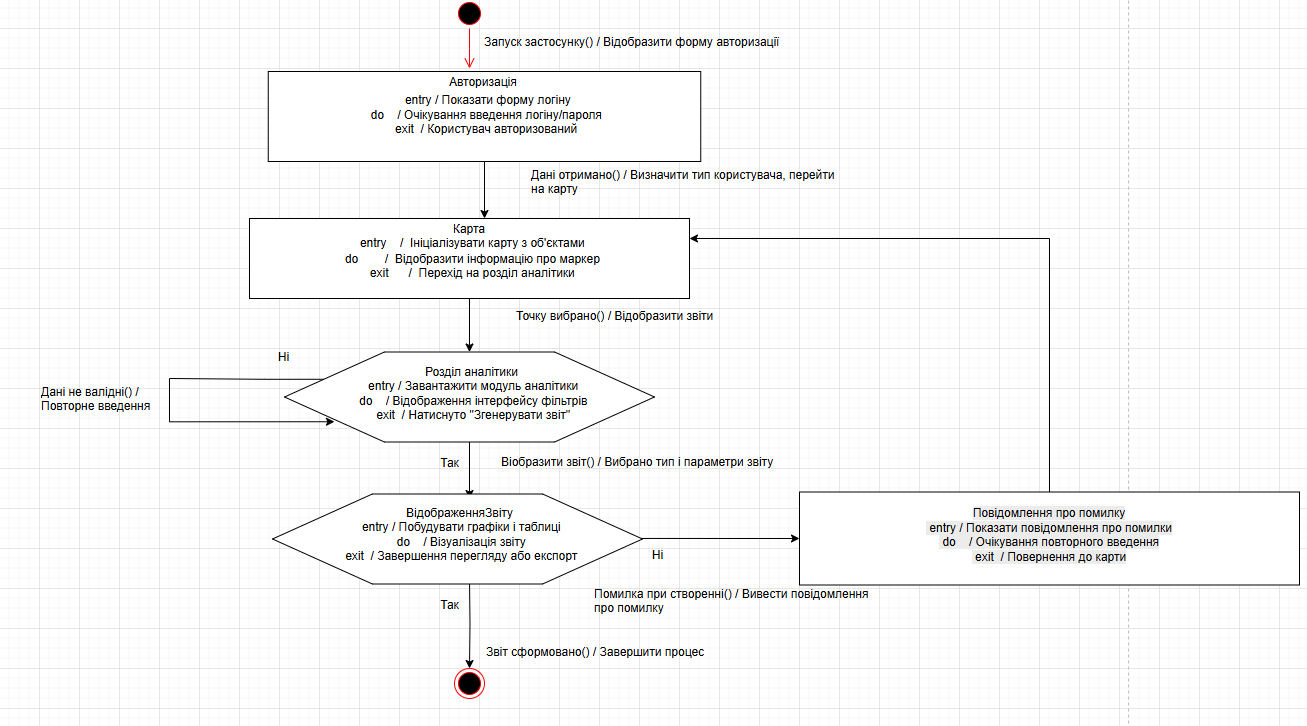 Запуск застосунку() / Відобразити форму авторизації
Авторизація
entry / Показати форму логіну
do / Очікування введення логіну/пароля
exit / Користувач авторизований
Дані отримано() / Визначити тип користувача, перейти
на карту
Карта
entry / Ініціалізувати карту з об'єктами
do / Відобразити інформацію про маркер
exit / Перехід на розділ аналітики
Точку вибрано() / Відобразити звіти
Ні
Дані не валідні() /
Повторне введення
Розділ аналітики
entry / Завантажити модуль аналітики
do / Відображення інтерфейсу фільтрів
exit / Натиснуто "Згенерувати звіт"
Так
Віобразити звіт() / Вибрано тип і параметри звіту
ВідображенняЗвіту
entry / Побудувати графіки і таблиці
do / Візуалізація звіту
exit / Завершення перегляду або експорт
Ні
Повідомлення про помилку
entry / Показати повідомлення про помилки
do / Очікування повторного введення
exit / Повернення до карти
Помилка при створенні() / Вивести повідомлення
про помилку
Так
Звіт сформовано() / Завершити процес